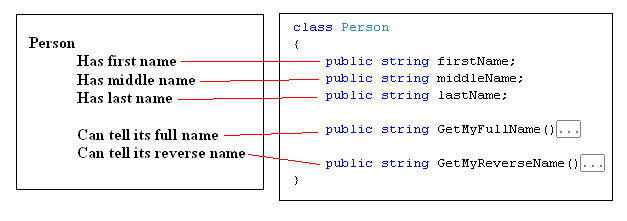 Person
Has first name
Has middle name
Has last name
Can tell its full name
Can tell its reverse name
class Person
{
public string firstName;
public string middleName;
public string lastName;
public string GetMyFullName()...
public string GetMyReverseName()...
}